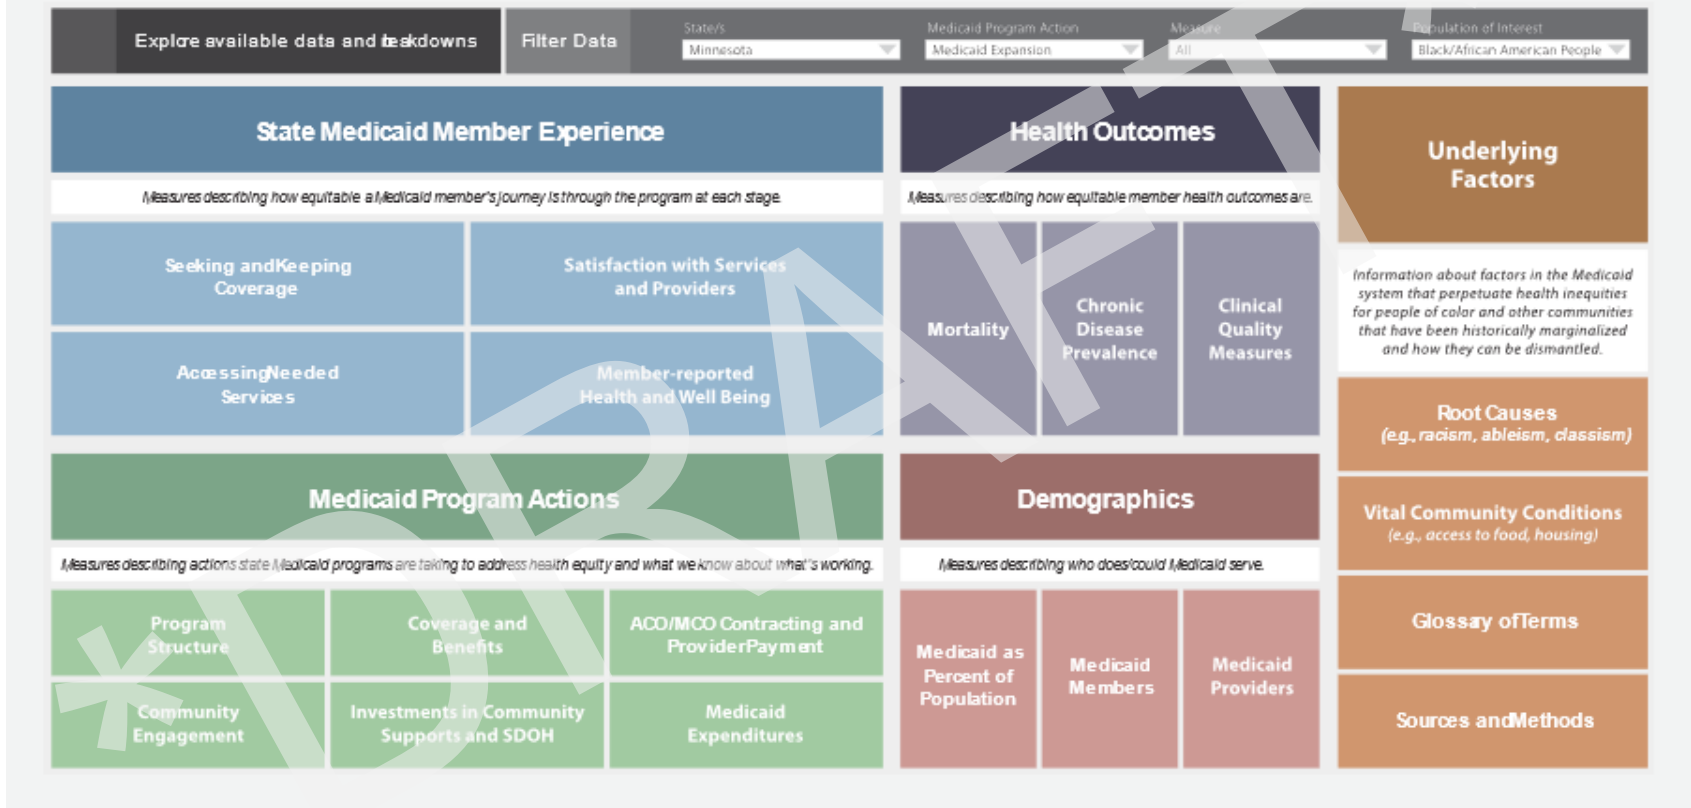 Explore available data and breakdowns
Filter Data
State/s
Minnesota
Medicaid Program Action
Medicaid Expansion
Measure
All
Population of Interest
Black/African American People
State Medicaid Member Experience
Measures describing how equitable a Medicaid member's journey is through the program at each stage.
Seeking and Keeping
Coverage
Satisfaction with Services
and Providers
Accessing Needed
Services
Member-reported
Health and Well Being
Health Outcomes
Measures describing how equitable member health outcomes are.
Mortality
Chronic
Disease
Prevalence
Clinical
Quality
Measures
Underlying
Factors
Information about factors in the Medicaid
system that perpetuate health inequities
for people of color and other communities
that have been historically marginalized
and how they can be dismantled.
Root Causes
(e.g., racism, ableism, classism)
Vital Community Conditions
(e.g., access to food, housing)
Glossary of Terms
Sources and Methods
Medicaid Program Actions
Measures describing actions state Medicaid programs are taking to address health equity and what we know about what's working.
Program
Structure
Coverage and
Benefits
ACO/MCO Contracting and
Provider Payment
Community
Engagement
Investments in Community
Supports and SDOH
Medicaid
Expenditures
Demographics
Measures describing who does/could Medicaid serve.
Medicaid as
Percent of
Population
Medicaid
Members
Medicaid
Providers
*DRAFT*